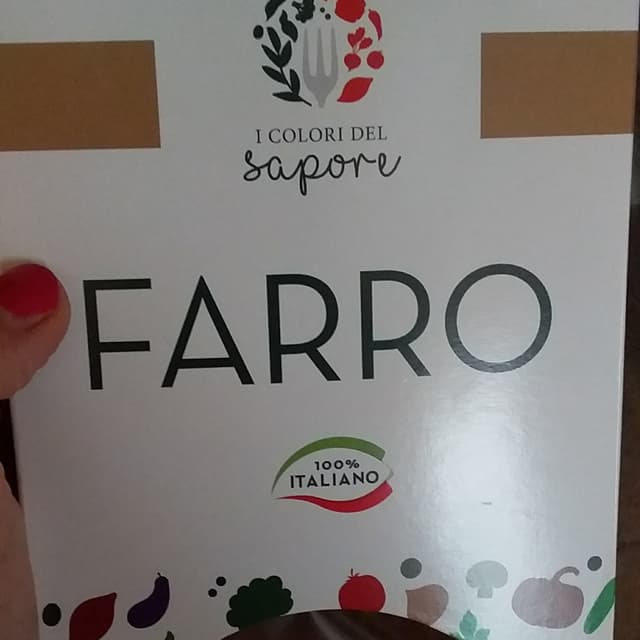 I COLORI DEL
sapore
FARRO
100%
ITALIANO